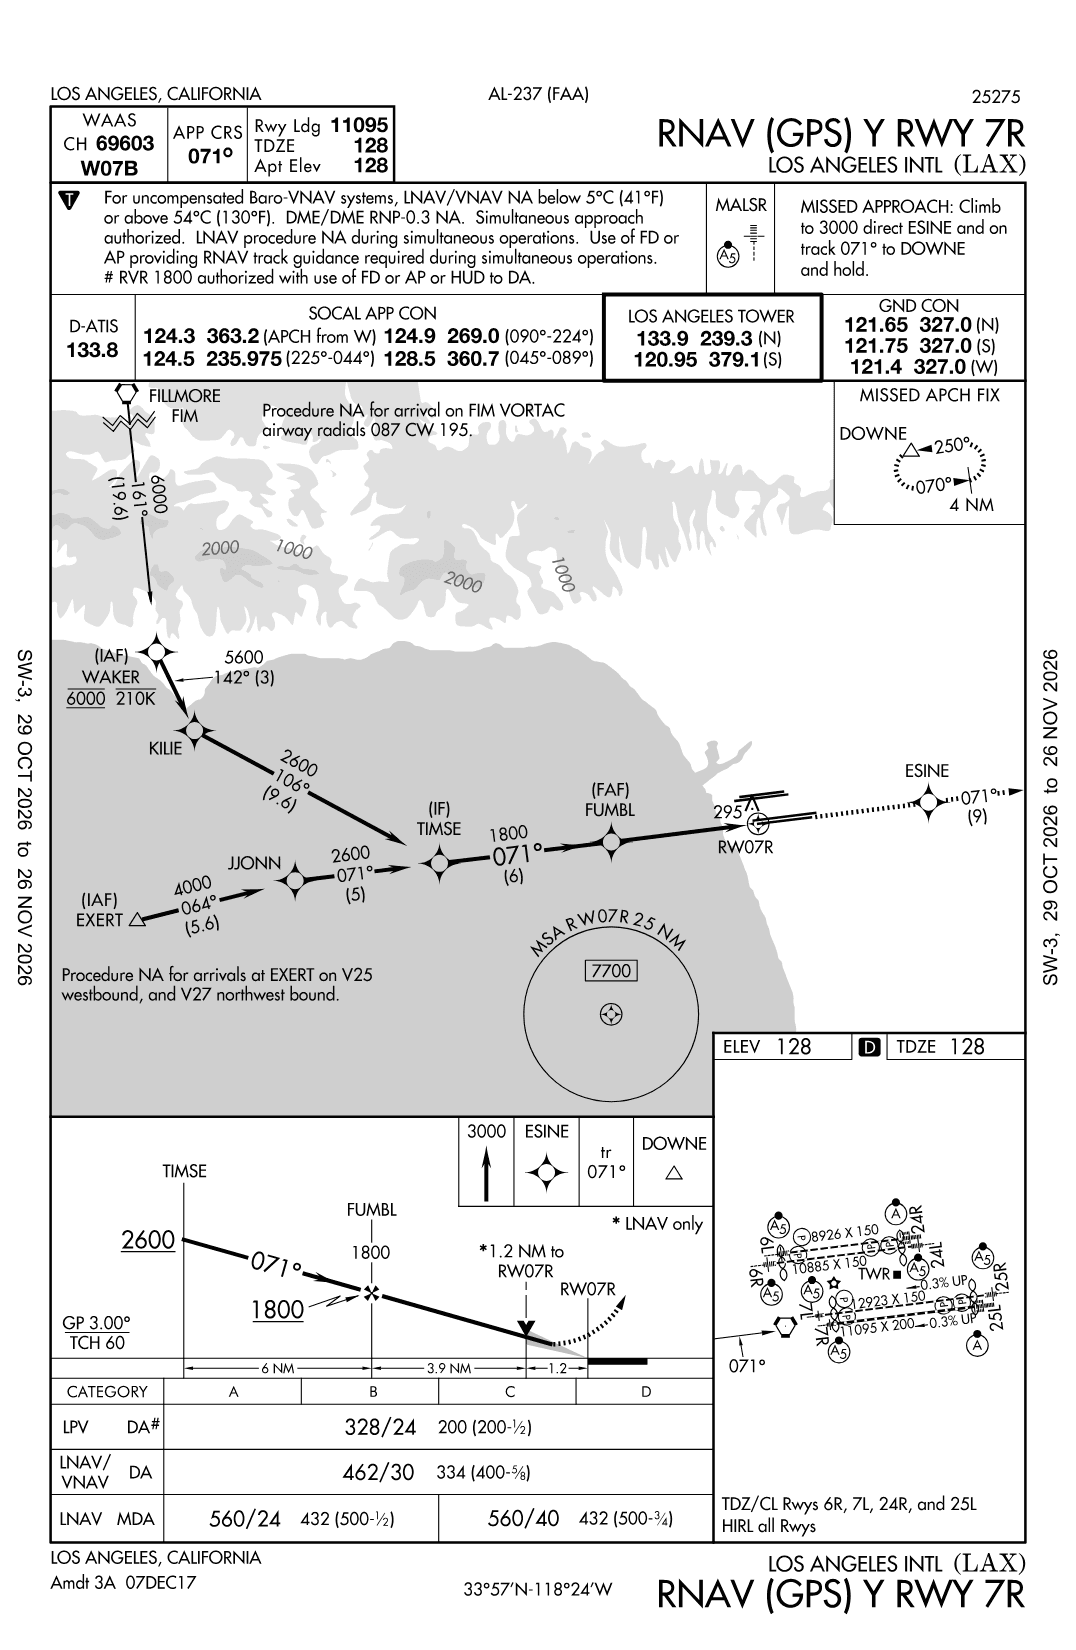 LOS ANGELES, CALIFORNIA
AL-237 (FAA)
25275
WAAS
CH 69603
W07B
APP CRS
071°
Rwy Ldg 11095
TDZE 128
Apt Elev 128
RNAV (GPS) Y RWY 7R
LOS ANGELES INTL (LAX)
T
For uncompensated Baro-VNAV systems, LNAV/VNAV NA below 5°C (41°F)
or above 54°C (130°F). DME/DME RNP-0.3 NA. Simultaneous approach
authorized. LNAV procedure NA during simultaneous operations. Use of FD or
AP providing RNAV track guidance required during simultaneous operations.
# RVR 1800 authorized with use of FD or AP or HUD to DA.
MALSR
A5
MISSED APPROACH: Climb
to 3000 direct ESINE and on
track 071° to DOWNE
and hold.
D-ATIS
133.8
SOCAL APP CON
124.3 363.2 (APCH from W) 124.9 269.0 (090°-224°)
124.5 235.975 (225°-044°) 128.5 360.7 (045°-089°)
LOS ANGELES TOWER
133.9 239.3 (N)
120.95 379.1 (S)
GND CON
121.65 327.0 (N)
121.75 327.0 (S)
121.4 327.0 (W)
FILLMORE
FIM
Procedure NA for arrival on FIM VORTAC
airway radials 087 CW 195.
MISSED APCH FIX
DOWNE
250°
070°
4 NM
6000
161°
(19.6)
2000
1000
2000
1000
(IAF)
WAKER
6000 210K
5600
142° (3)
KILIE
2600
106°
(9.6)
(IF)
TIMSE
(FAF)
FUMBL
295
RW07R
ESINE
071°
(9)
JJONN
2600
071°
(5)
1800
071°
(6)
(IAF)
EXERT
4000
064°
(5.6)
MSA RW07R 25 NM
7700
Procedure NA for arrivals at EXERT on V25
westbound, and V27 northwest bound.
SW-3, 29 OCT 2026 to 26 NOV 2026
SW-3, 29 OCT 2026 to 26 NOV 2026
ELEV 128
D
TDZE 128
3000
ESINE
tr
071°
DOWNE
TIMSE
FUMBL
* LNAV only
2600
071°
1800
*1.2 NM to
RW07R
RW07R
1800
GP 3.00°
TCH 60
6 NM
3.9 NM
1.2
A5
P
8926 X 150
A
24R
6L
6R
10885 X 150
24L
A5
A5
A5
TWR
A5
0.3% UP
25R
7L
P
12923 X 150
7R
11095 X 200
0.3% UP
25L
A5
A
071°
TDZ/CL Rwys 6R, 7L, 24R, and 25L
HIRL all Rwys
CATEGORY A B C D
LPV DA# 328/24 200 (200-½)
LNAV/
VNAV DA 462/30 334 (400-⅝)
LNAV MDA 560/24 432 (500-½) 560/40 432 (500-¾)
LOS ANGELES, CALIFORNIA
Amdt 3A 07DEC17
33°57'N-118°24'W
LOS ANGELES INTL (LAX)
RNAV (GPS) Y RWY 7R